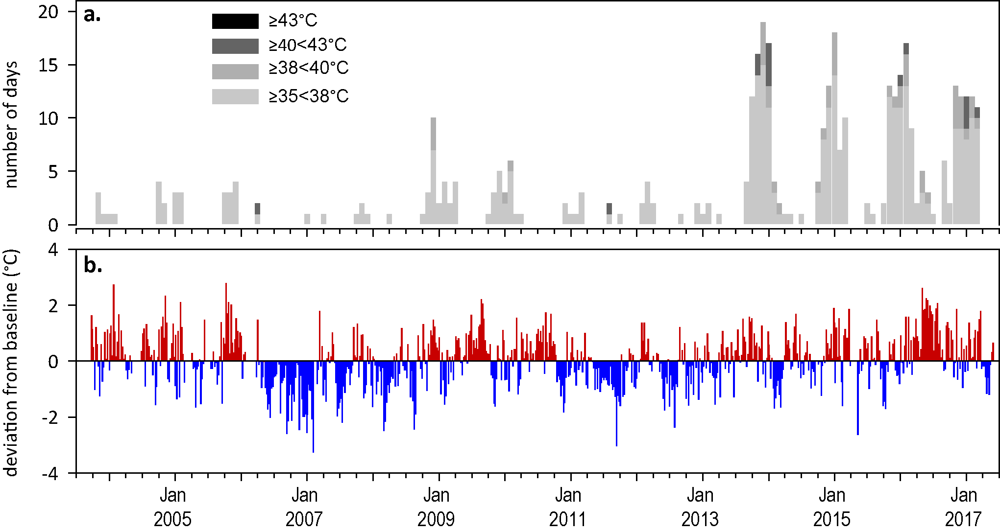 a.
number of days
20
15
10
5
0
≥43°C
≥40<43°C
≥38<40°C
≥35<38°C
b.
deviation from baseline (°C)
4
2
0
-2
-4
Jan Jan Jan Jan Jan Jan Jan
2005 2007 2009 2011 2013 2015 2017